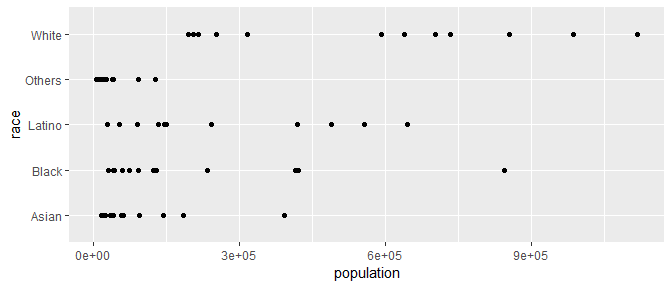 White
Others
Latino
Black
Asian
race
0e+00 3e+05 6e+05 9e+05
population